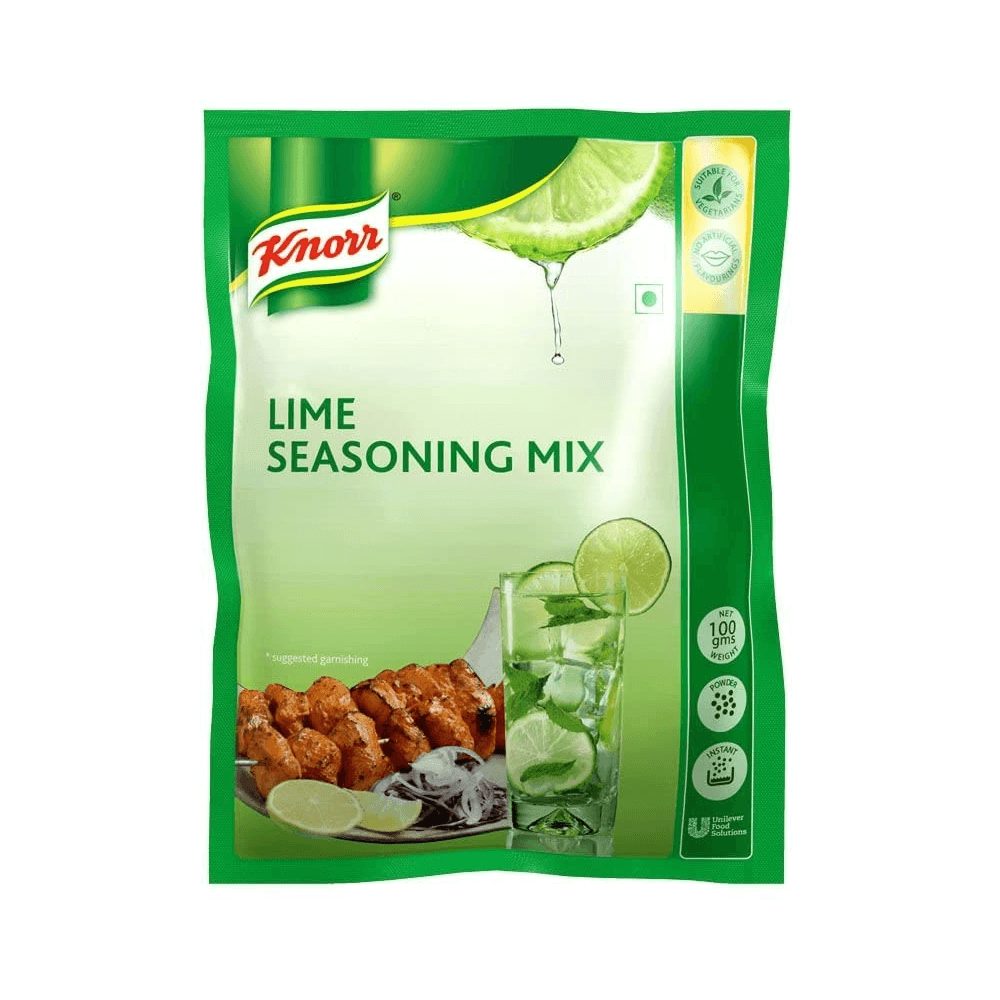 Knorr®
LIME
SEASONING MIX
* suggested garnishing
SUITABLE FOR
VEGETARIANS
NO ARTIFICIAL
FLAVOURINGS
NET
100
gms
WEIGHT
POWDER
INSTANT
Unilever
Food
Solutions